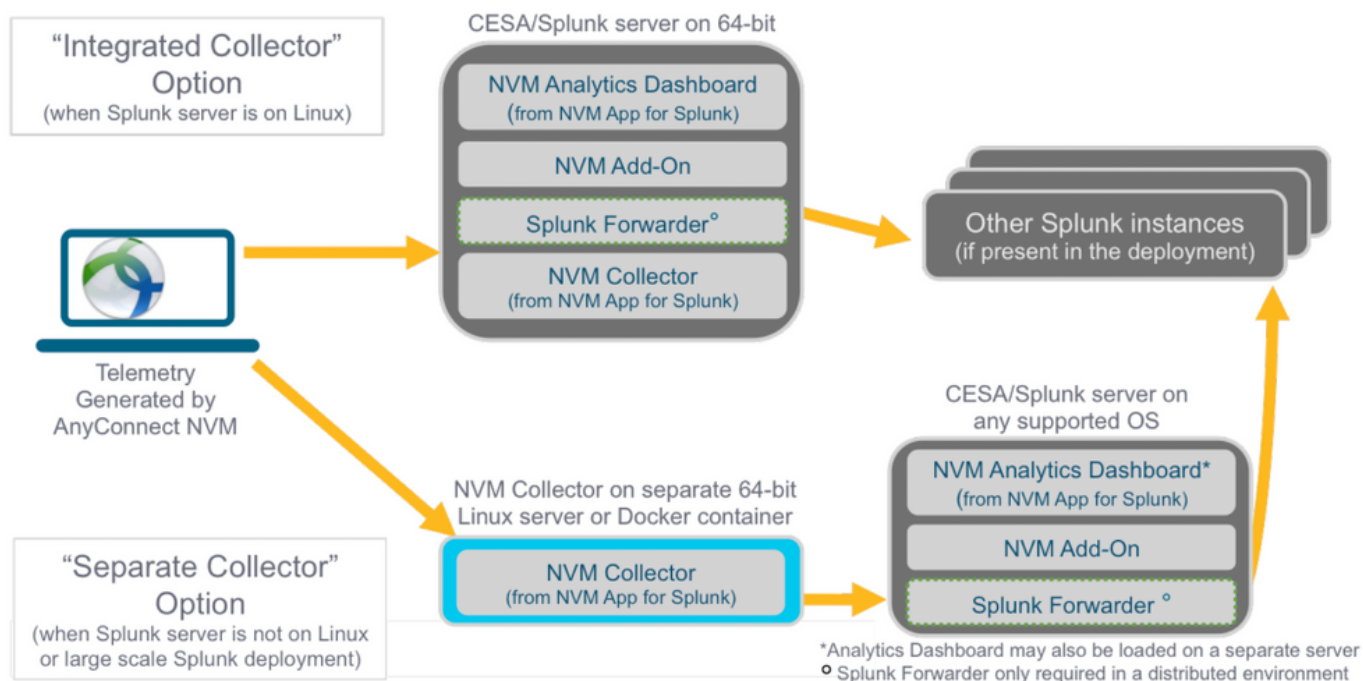 “Integrated Collector”
Option
(when Splunk server is on Linux)
CESA/Splunk server on 64-bit
NVM Analytics Dashboard
(from NVM App for Splunk)
NVM Add-On
Splunk Forwarder°
NVM Collector
(from NVM App for Splunk)
Other Splunk instances
(if present in the deployment)
Telemetry
Generated by
AnyConnect NVM
“Separate Collector”
Option
(when Splunk server is not on Linux
or large scale Splunk deployment)
NVM Collector on separate 64-bit
Linux server or Docker container
NVM Collector
(from NVM App for Splunk)
CESA/Splunk server on
any supported OS
NVM Analytics Dashboard*
(from NVM App for Splunk)
NVM Add-On
Splunk Forwarder °
*Analytics Dashboard may also be loaded on a separate server
° Splunk Forwarder only required in a distributed environment